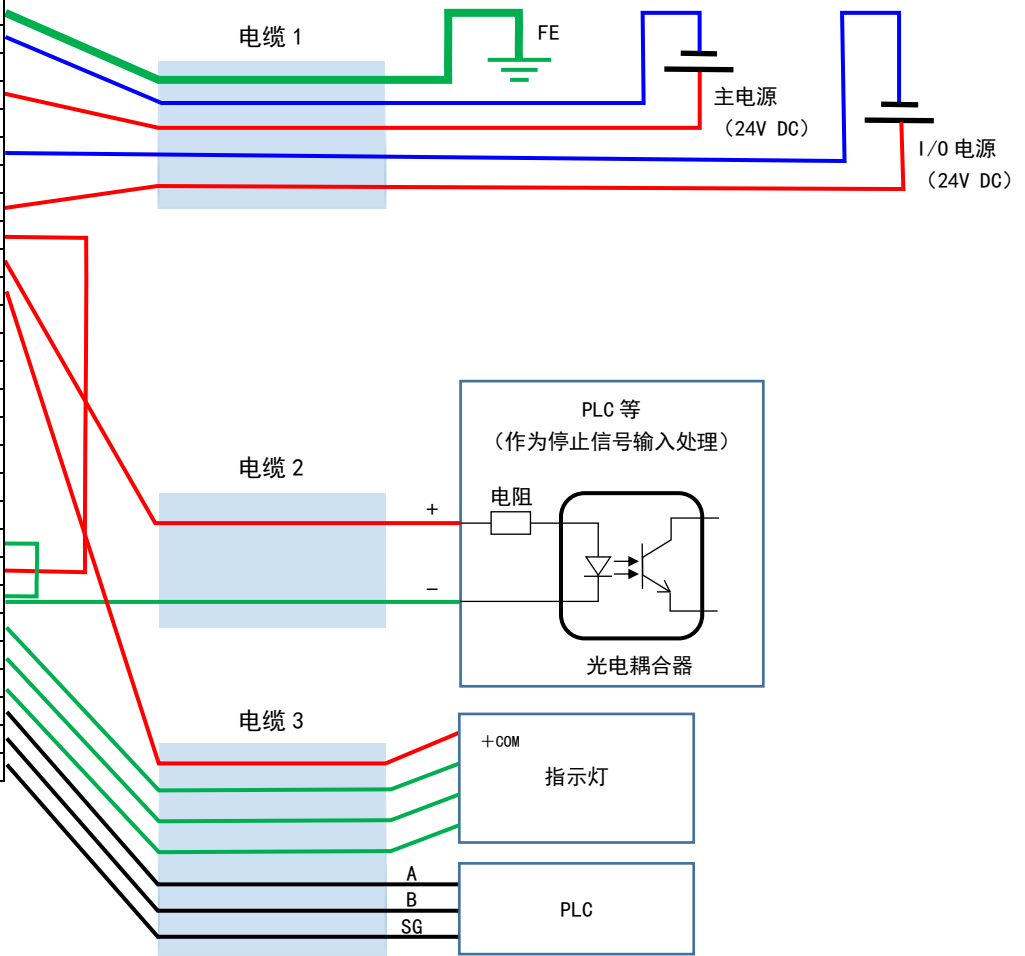 电缆 1
FE
主电源
（24V DC）
I/O 电源
（24V DC）
PLC 等
（作为停止信号输入处理）
电缆 2
电阻
+
−
光电耦合器
电缆 3
＋COM
指示灯
A
B
SG
PLC